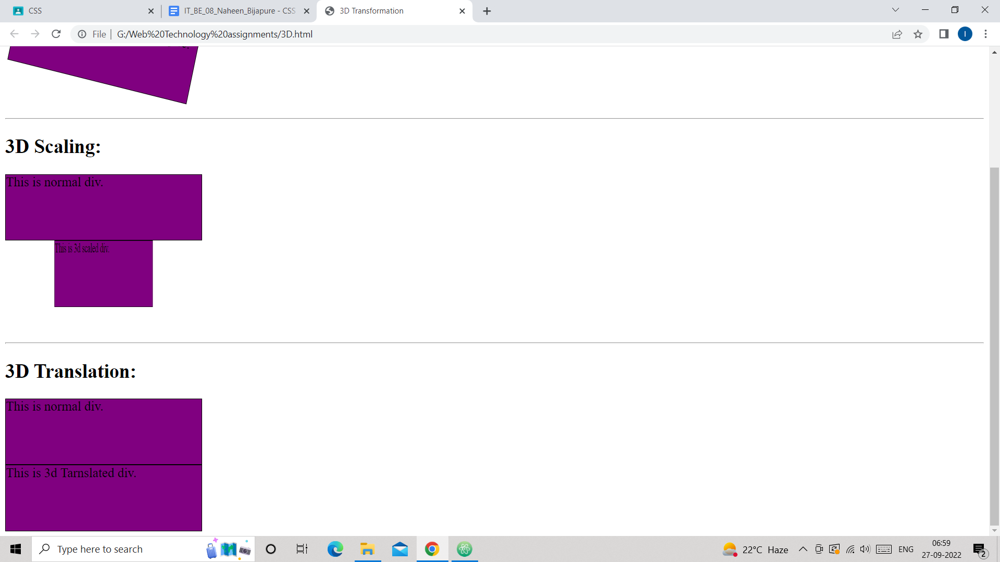 CSS
IT_BE_08_Naheen_Bijapure - CSS
3D Transformation
File
G:/Web%20Technology%20assignments/3D.html
I
3D Scaling:
This is normal div.
This is 3d scaled div.
3D Translation:
This is normal div.
This is 3d Tarnslated div.
Type here to search
22°C Haze
ENG
06:59
27-09-2022
2